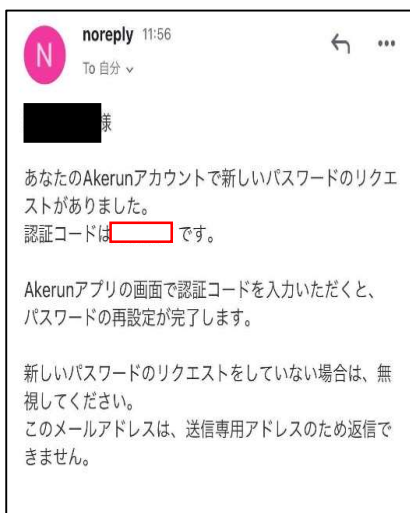 N
noreply 11:56
To 自分
様
あなたのAkerunアカウントで新しいパスワードのリクエ
ストがありました。
認証コードは です。
Akerunアプリの画面で認証コードを入力いただくと、
パスワードの再設定が完了します。
新しいパスワードのリクエストをしていない場合は、無
視してください。
このメールアドレスは、送信専用アドレスのため返信で
きません。